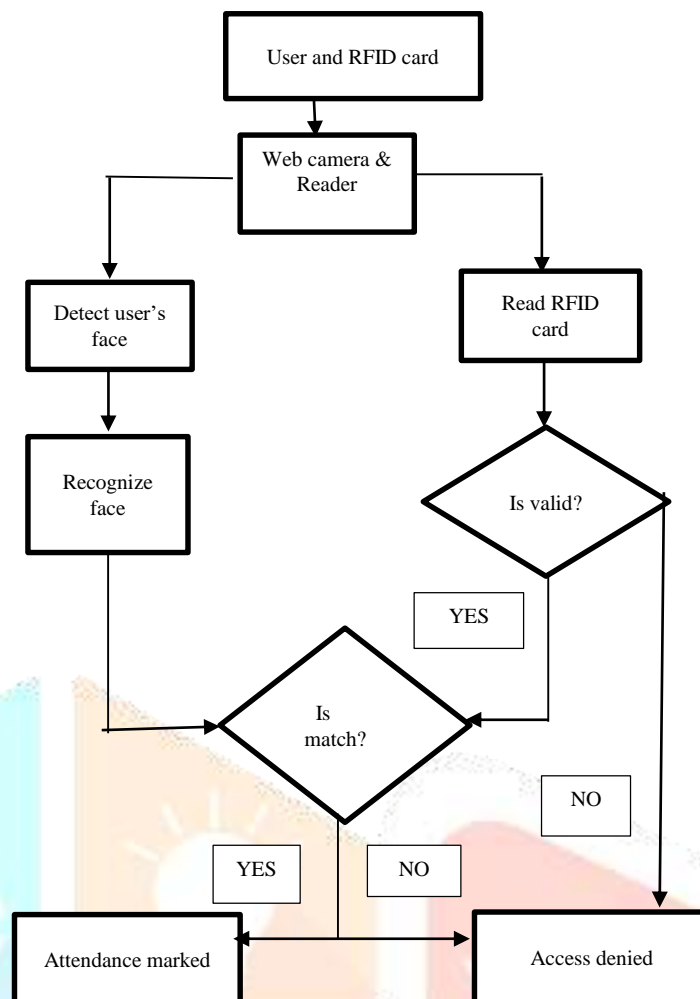 User and RFID card
Web camera &
Reader
Detect user’s
face
Read RFID
card
Recognize
face
Is valid?
YES
Is
match?
NO
YES
NO
Attendance marked
Access denied